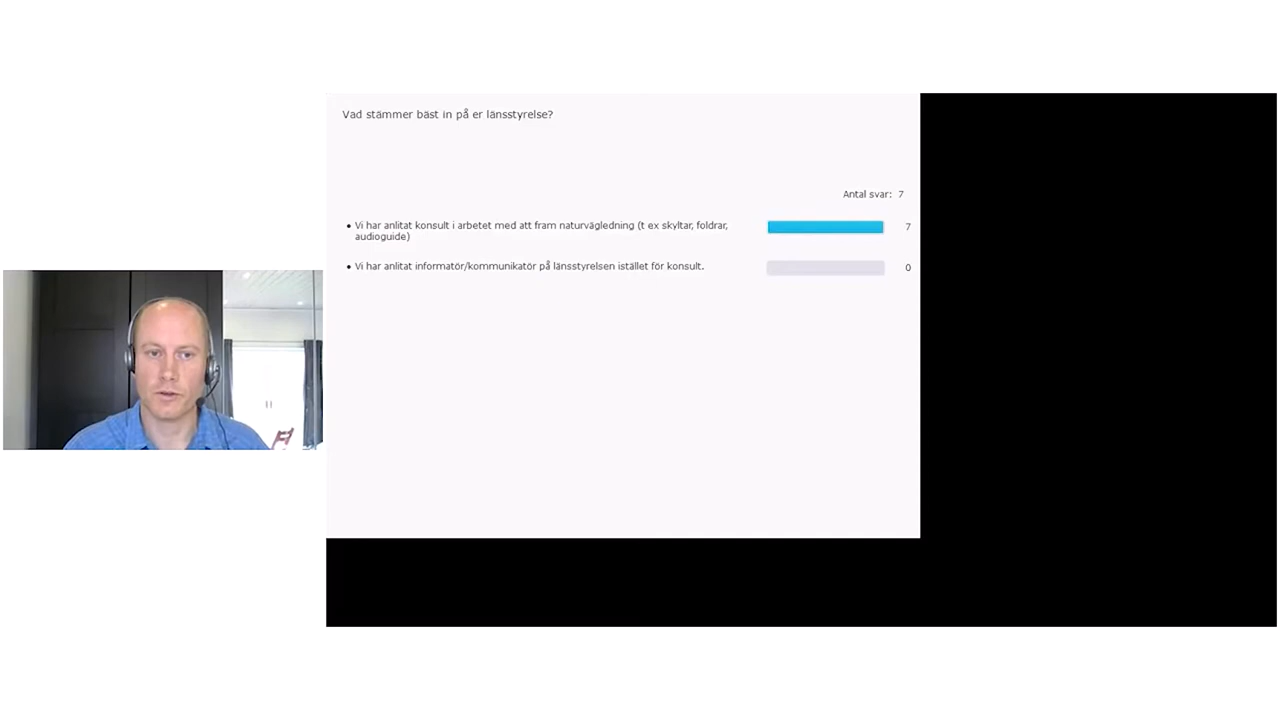 Vad stämmer bäst in på er länsstyrelse?
Antal svar: 7
• Vi har anlitat konsult i arbetet med att fram naturvägledning (t ex skyltar, foldrar, 7
audioguide)
• Vi har anlitat informatör/kommunikatör på länsstyrelsen istället för konsult. 0